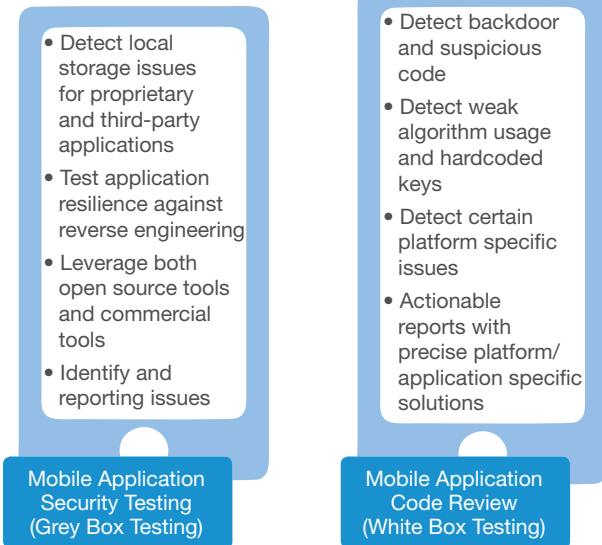 • Detect local
storage issues
for proprietary
and third-party
applications
• Test application
resilience against
reverse engineering
• Leverage both
open source tools
and commercial
tools
• Identify and
reporting issues
Mobile Application
Security Testing
(Grey Box Testing)
• Detect backdoor
and suspicious
code
• Detect weak
algorithm usage
and hardcoded
keys
• Detect certain
platform specific
issues
• Actionable
reports with
precise platform/
application specific
solutions
Mobile Application
Code Review
(White Box Testing)